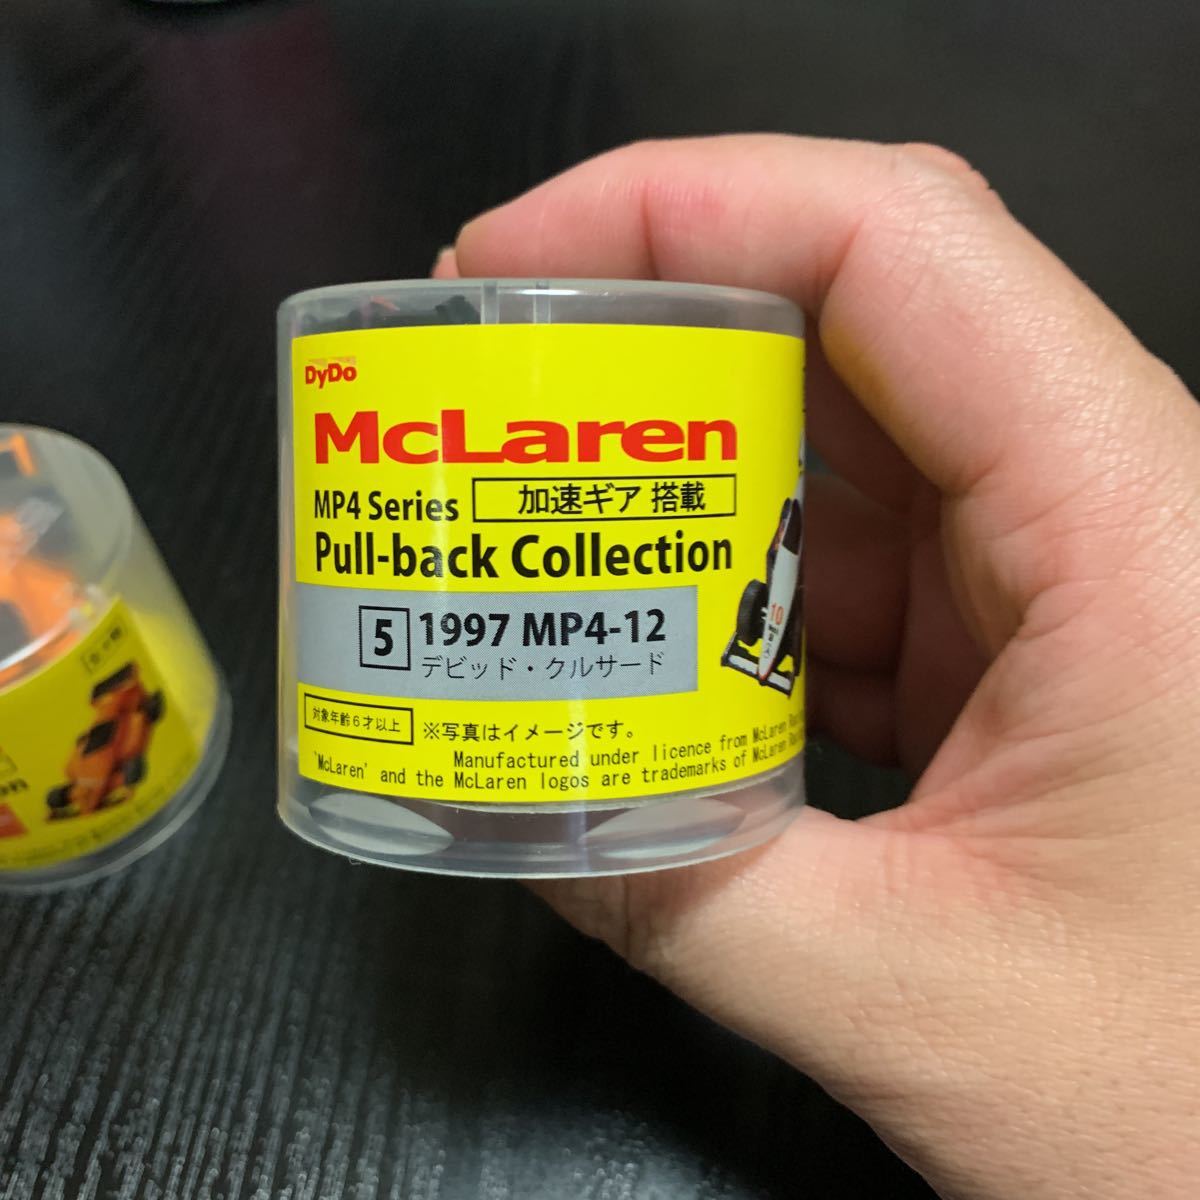 DyDo
McLaren
MP4 Series 加速ギア 搭載
Pull-back Collection
5 1997 MP4-12
デビッド・クルサード
対象年齢6才以上 ※写真はイメージです。
Manufactured under licence from McLaren
'McLaren' and the McLaren logos are trademarks of McLaren
10
on